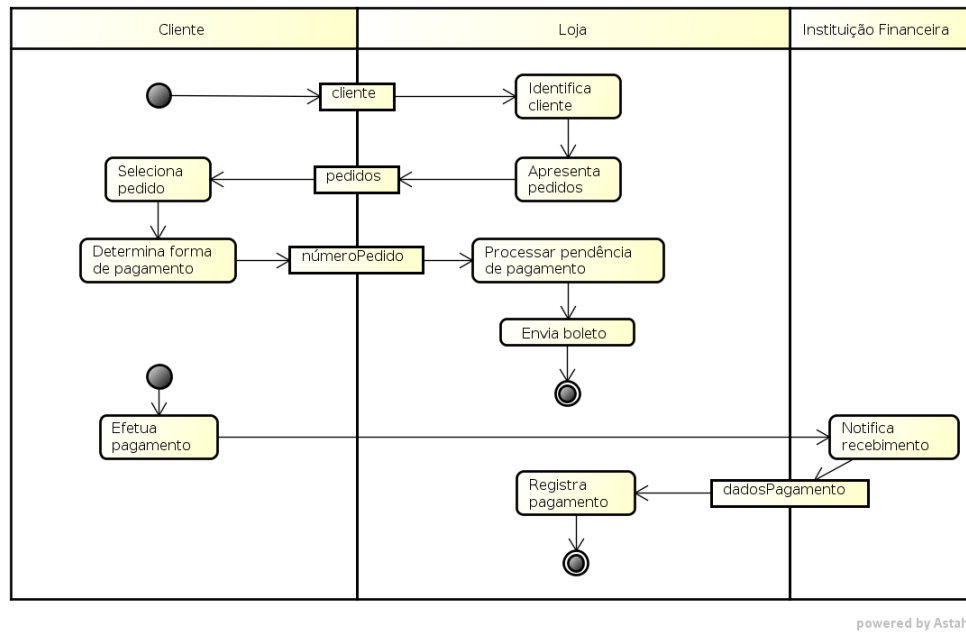 Cliente
Loja
Instituição Financeira
cliente
Identifica
cliente
Seleciona
pedido
pedidos
Apresenta
pedidos
Determina forma
de pagamento
númeroPedido
Processar pendência
de pagamento
Envia boleto
Efetua
pagamento
Notifica
recebimento
Registra
pagamento
dadosPagamento
powered by Astah